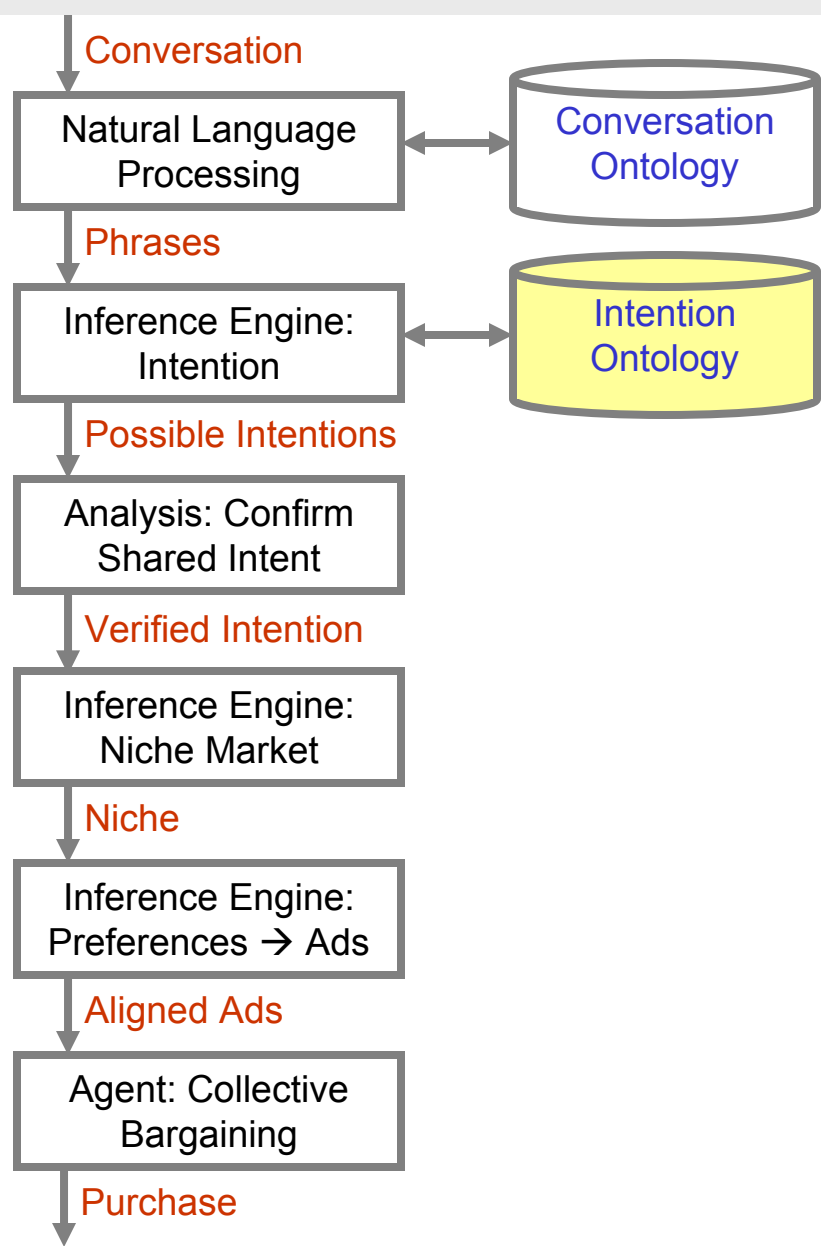 Conversation
Natural Language
Processing
Conversation
Ontology
Phrases
Inference Engine:
Intention
Intention
Ontology
Possible Intentions
Analysis: Confirm
Shared Intent
Verified Intention
Inference Engine:
Niche Market
Niche
Inference Engine:
Preferences → Ads
Aligned Ads
Agent: Collective
Bargaining
Purchase